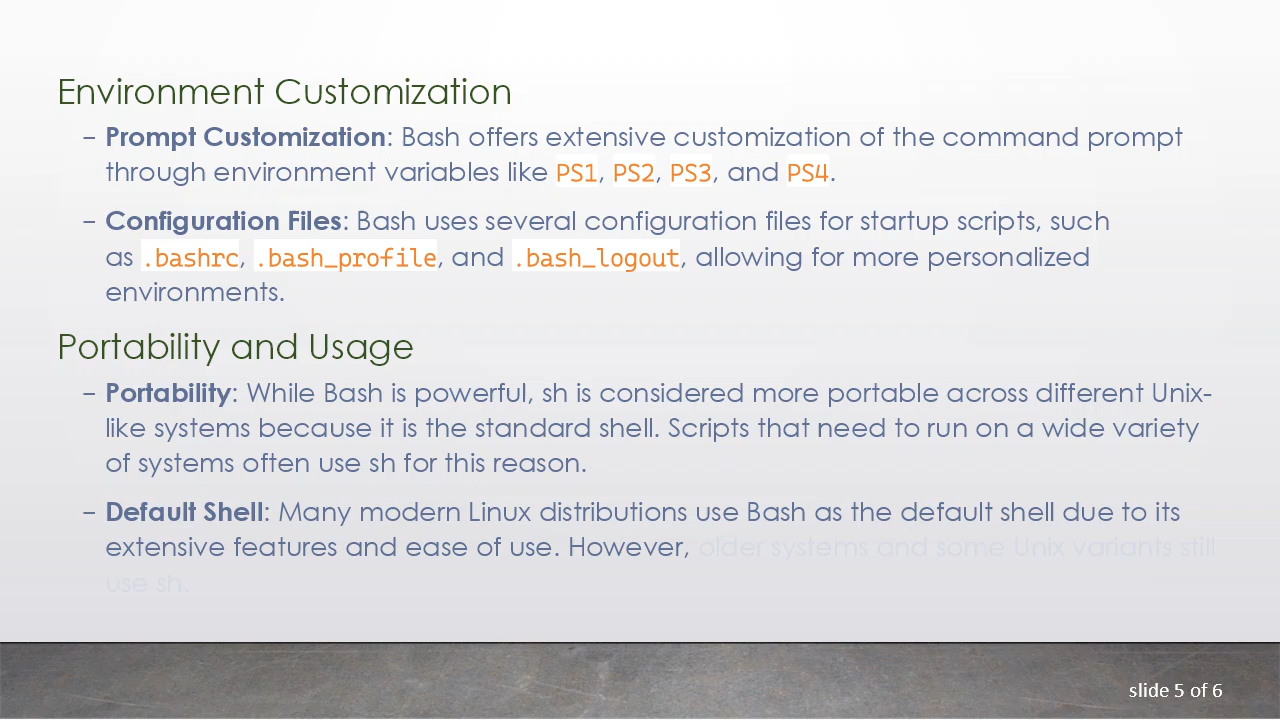 Environment Customization
– Prompt Customization: Bash offers extensive customization of the command prompt
through environment variables like PS1, PS2, PS3, and PS4.
– Configuration Files: Bash uses several configuration files for startup scripts, such
as .bashrc, .bash_profile, and .bash_logout, allowing for more personalized
environments.
Portability and Usage
– Portability: While Bash is powerful, sh is considered more portable across different Unix-
like systems because it is the standard shell. Scripts that need to run on a wide variety
of systems often use sh for this reason.
– Default Shell: Many modern Linux distributions use Bash as the default shell due to its
extensive features and ease of use. However, older systems and some Unix variants still
use sh.
slide 5 of 6